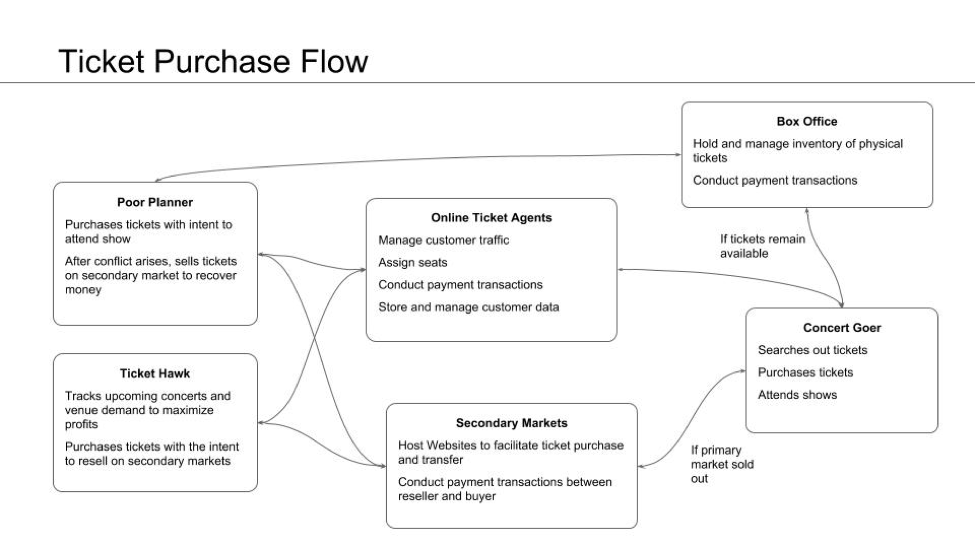 Ticket Purchase Flow
Box Office
Hold and manage inventory of physical
tickets
Conduct payment transactions
Poor Planner
Purchases tickets with intent to
attend show
After conflict arises, sells tickets
on secondary market to recover
money
Online Ticket Agents
Manage customer traffic
Assign seats
Conduct payment transactions
Store and manage customer data
If tickets remain
available
Concert Goer
Searches out tickets
Purchases tickets
Attends shows
Ticket Hawk
Tracks upcoming concerts and
venue demand to maximize
profits
Purchases tickets with the intent
to resell on secondary markets
Secondary Markets
Host Websites to facilitate ticket purchase
and transfer
Conduct payment transactions between
reseller and buyer
If primary
market sold
out